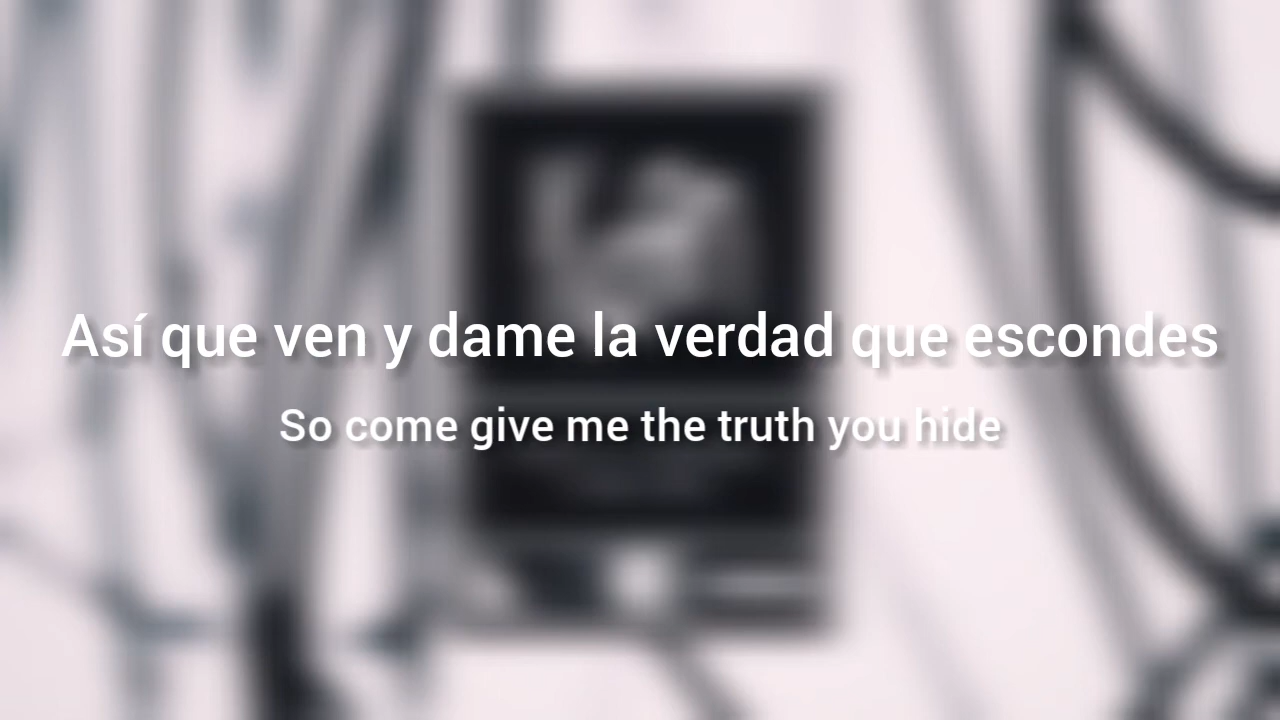 Así que ven y dame la verdad que escondes
So come give me the truth you hide